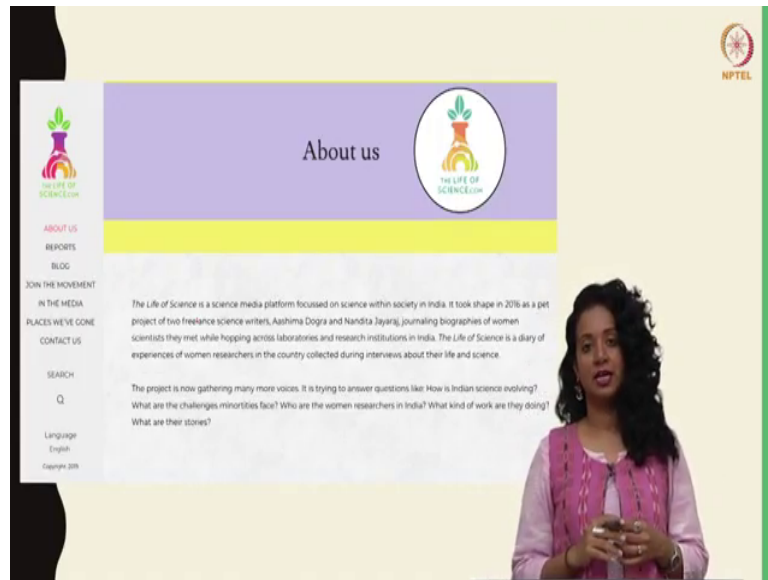 NPTEL
About us
THE LIFE OF
SCIENCE.COM
THE LIFE OF
SCIENCE.COM
ABOUT US
REPORTS
BLOG
JOIN THE MOVEMENT
IN THE MEDIA
PLACES WE'VE GONE
CONTACT US
SEARCH
Language
English
Copyright 2019
The Life of Science is a science media platform focussed on science within society in India. It took shape in 2016 as a pet
project of two freelance science writers, Aashima Dogra and Nandita Jayaraj, journaling biographies of women
scientists they met while hopping across laboratories and research institutions in India. The Life of Science is a diary of
experiences of women researchers in the country collected during interviews about their life and science.
The project is now gathering many more voices. It is trying to answer questions like: How is Indian science evolving?
What are the challenges minortities face? Who are the women researchers in India? What kind of work are they doing?
What are their stories?